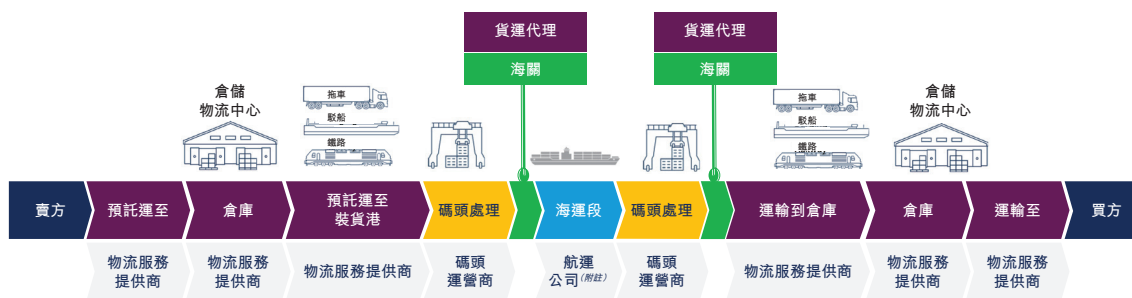 貨運代理
海關
貨運代理
海關
倉儲
物流中心
拖車
駁船
鐵路
拖車
駁船
鐵路
倉儲
物流中心
賣方
預託運至
倉庫
預託運至
裝貨港
碼頭處理
海運段
碼頭處理
運輸到倉庫
倉庫
運輸至
買方
物流服務
提供商
物流服務
提供商
物流服務提供商
碼頭
運營商
航運
公司(附註)
碼頭
運營商
物流服務提供商
物流服務
提供商
物流服務
提供商